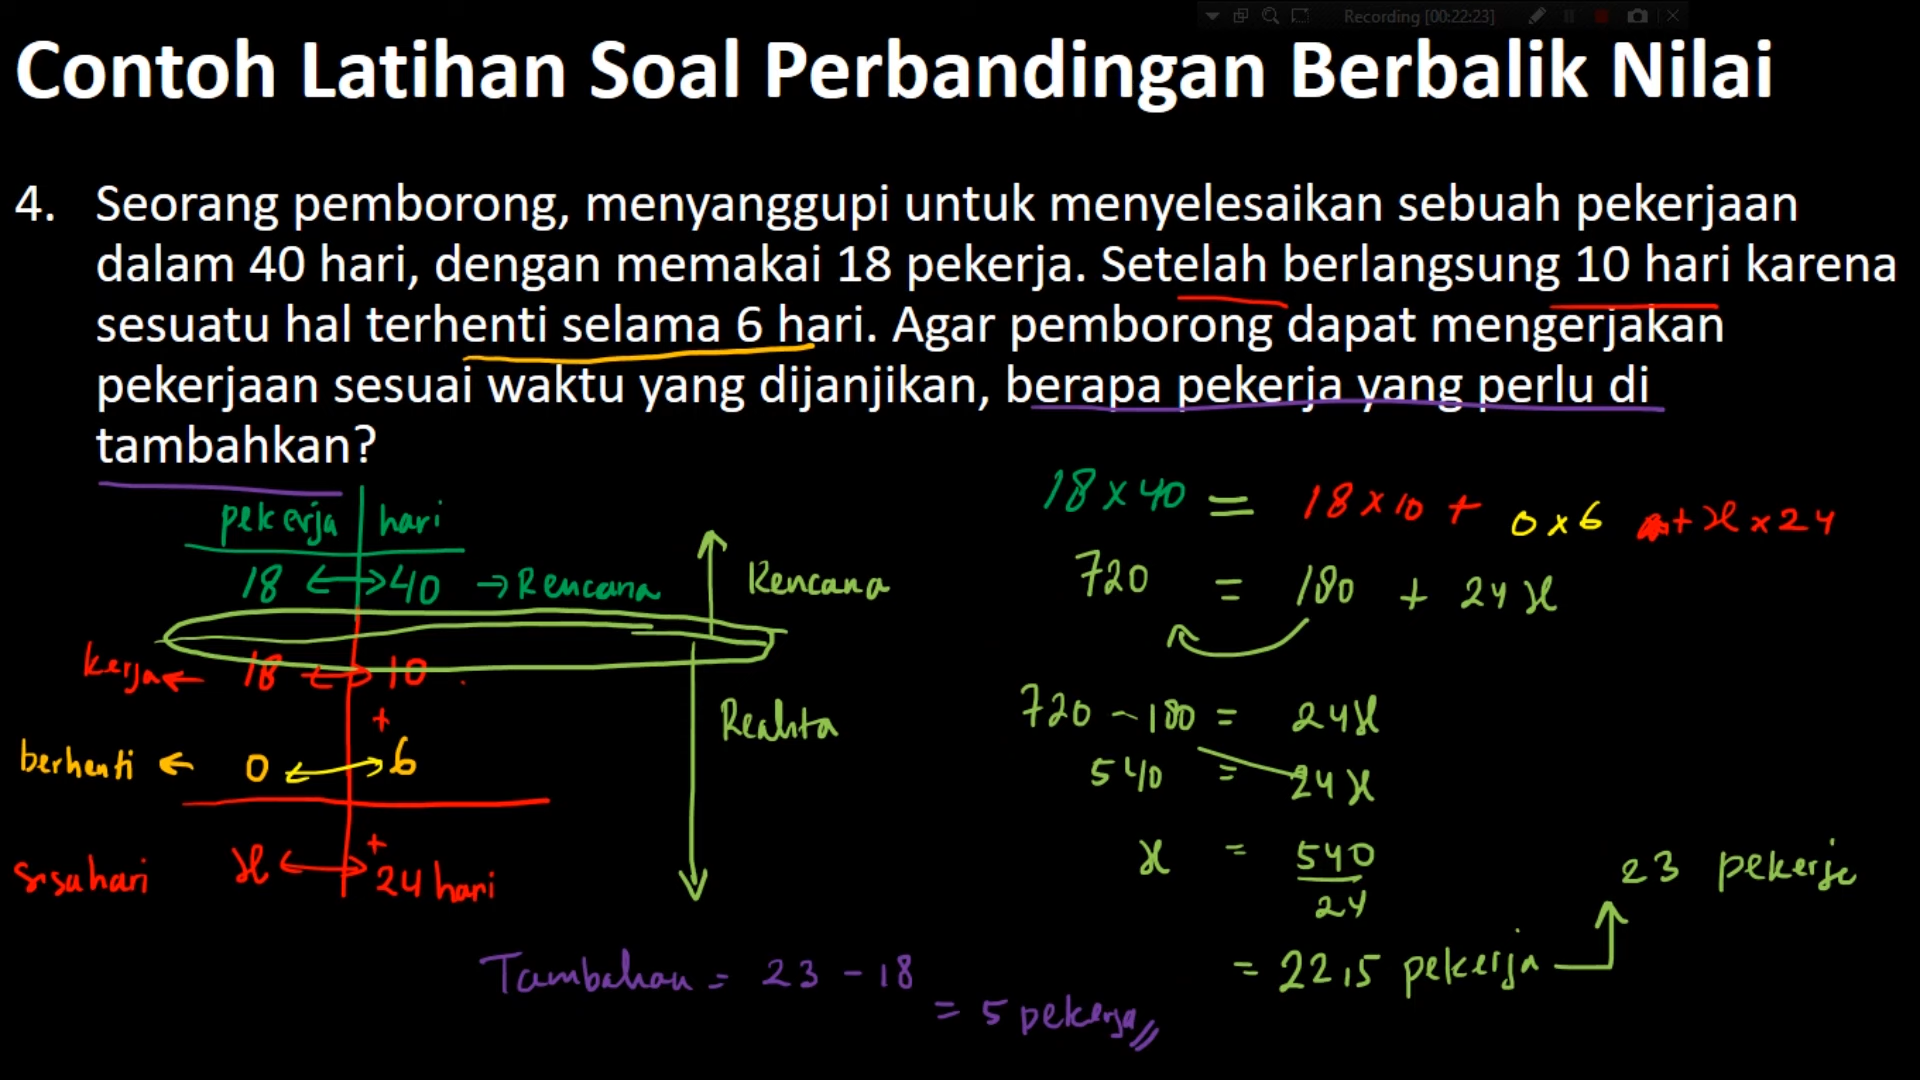 Recording [00:22:23]
Contoh Latihan Soal Perbandingan Berbalik Nilai
4. Seorang pemborong, menyanggupi untuk menyelesaikan sebuah pekerjaan
dalam 40 hari, dengan memakai 18 pekerja. Setelah berlangsung 10 hari karena
sesuatu hal terhenti selama 6 hari. Agar pemborong dapat mengerjakan
pekerjaan sesuai waktu yang dijanjikan, berapa pekerja yang perlu di
tambahkan?
pekerja | hari
18 ↔ 40 → Rencana
kerja ← 18 ↔ 10
+
berhenti ← 0 ↔ 6
+
sisa hari x ↔ 24 hari
Rencana
Realita
18 x 40 = 18 x 10 + 0 x 6 + x x 24
720 = 180 + 24x
720 - 180 = 24x
540 = 24x
x = 540
24
= 22,5 pekerja
23 pekerja
Tambahan = 23 - 18
= 5 pekerja //